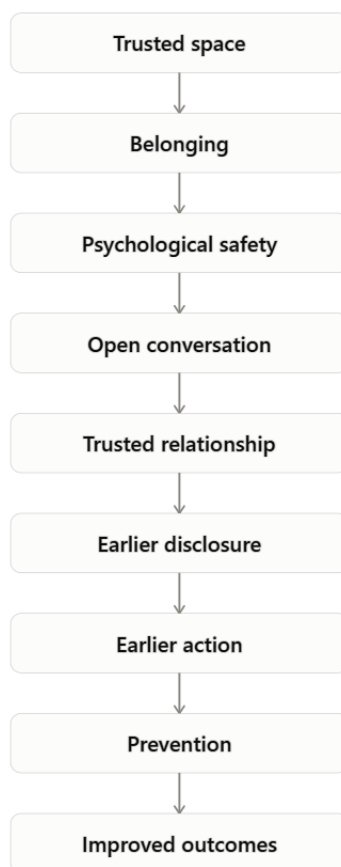 Trusted space
Belonging
Psychological safety
Open conversation
Trusted relationship
Earlier disclosure
Earlier action
Prevention
Improved outcomes